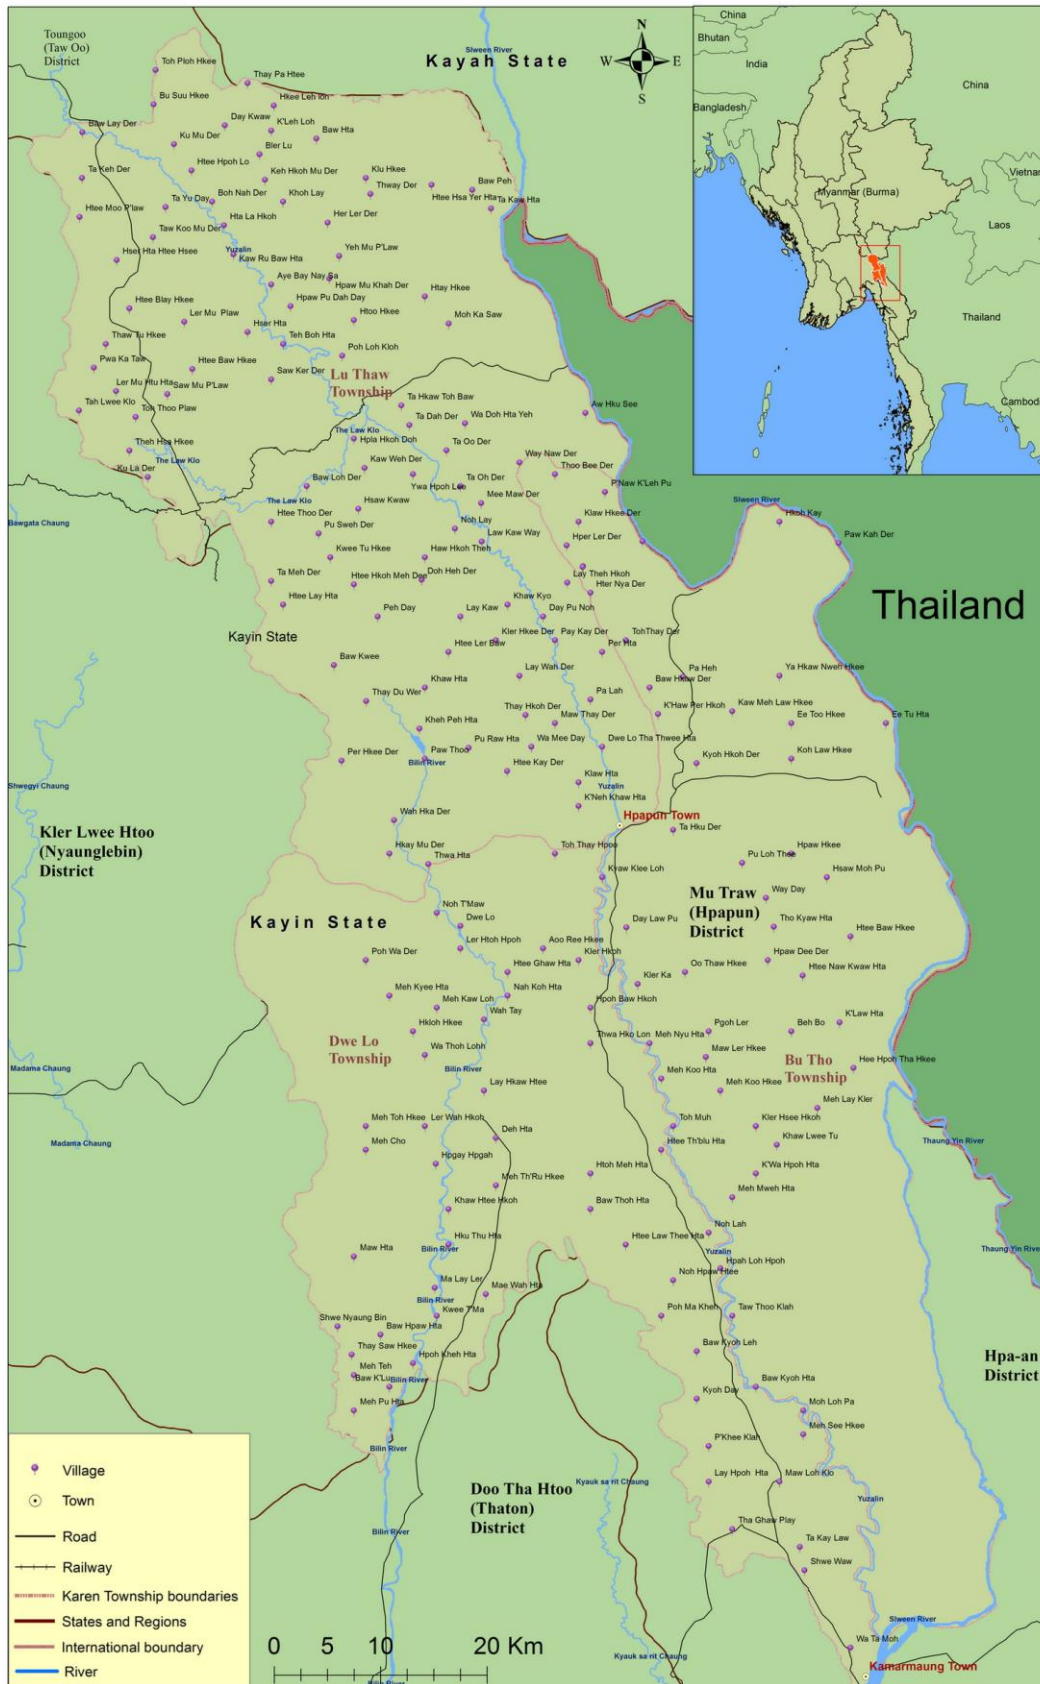 Toungoo
(Taw Oo)
District
Toh Ploh Hkee
Thay Pa Htee
Slween River
Kayah State
N
W
E
S
China
Bhutan
India
China
Bangladesh
Vietnam
Myanmar (Burma)
Laos
Thailand
Cambodia
Bu Suu Hkee
Hkee Leh Ioh
Baw Lay Der
Day Kwaw
K'Leh Loh
Baw Hta
Ku Mu Der
Bler Lu
Htee Hpoh Lo
Ta Keh Der
Keh Hkoh Mu Der
Klu Hkee
Thway Der
Baw Peh
Htee Hsa Yer Hta
Ta Kaw Hta
Htee Moo P'law
Ta Yu Day
Boh Nah Der
Khoh Lay
Hta La Hkoh
Her Ler Der
Taw Koo Mu Der
Yuzalin
Hser Hta Htee Hsee
Kaw Ru Baw Hta
Yeh Mu P'Law
Aye Bay Nay Sa
Hpaw Mu Khah Der
Htee Blay Hkee
Hpaw Pu Dah Day
Htay Hkee
Ler Mu Plaw
Hser Hta
Htoo Hkee
Moh Ka Saw
Thaw Tu Hkee
Teh Boh Hta
Pwa Ka Taw
Htee Baw Hkee
Poh Loh Kloh
Ler Mu Htu Hta
Saw Mu P'Law
Saw Ker Der
Lu Thaw
Township
Tah Lwee Klo
Toh Thoo Plaw
Ta Hkaw Toh Baw
Ta Dah Der
Wa Doh Hta Yeh
Aw Hku See
Theh Hsa Hkee
The Law Klo
The Law Klo
Hpla Hkoh Doh
Ta Oo Der
Ku La Der
Kaw Weh Der
Way Naw Der
Thoo Bee Der
Baw Loh Der
Ywa Hpoh Lee
Ta Oh Der
P'Naw K'Leh Pu
The Law Klo
Mee Maw Der
Slween River
Bawgata Chaung
Htee Thoo Der
Hsaw Kwaw
Pu Sweh Der
Noh Lay
Klaw Hkee Der
Hkoh Kay
Law Kaw Way
Hper Ler Der
Paw Kah Der
Kwee Tu Hkee
Haw Hkoh Theh
Ta Meh Der
Htee Hkoh Meh Der
Doh Heh Der
Lay Theh Hkoh
Hter Nya Der
Htee Lay Hta
Peh Day
Khaw Kyo
Lay Kaw
Day Pu Noh
Thailand
Kayin State
Kler Hkee Der
Pay Kay Der
TohThay Der
Htee Ler Baw
Per Hta
Baw Kwee
Lay Wah Der
Pa Heh
Ya Hkaw Nweh Hkee
Khaw Hta
Baw Hkuw Der
Thay Du Wer
Pa Lah
K'Haw Per Hkoh
Kaw Meh Law Hkee
Thay Hkoh Der
Maw Thay Der
Ee Too Hkee
Ee Tu Hta
Kheh Peh Hta
Pu Raw Hta
Wa Mee Day
Dwe Lo Tha Thwee Hta
Per Hkee Der
Paw Thoo
Bilin River
Htee Kay Der
Kyoh Hkoh Der
Koh Law Hkee
Klaw Hta
Shwegyi Chaung
Yuzalin
K'Neh Khaw Hta
Wah Hka Der
Hpapun Town
Kler Lwee Htoo
(Nyaunglebin)
District
Ta Hku Der
Hkay Mu Der
Thwa Hta
Toh Thay Hpoo
Pu Loh Thee
Hpaw Hkee
Kyaw Klee Loh
Hsaw Moh Pu
Mu Traw
(Hpapun)
District
Way Day
Kayin State
Noh T'Maw
Dwe Lo
Day Law Pu
Tho Kyaw Hta
Htee Baw Hkee
Poh Wa Der
Ler Htoh Hpoh
Aoo Ree Hkee
Kler Hkoh
Hpaw Dee Der
Htee Ghaw Hta
Oo Thaw Hkee
Htee Naw Kwaw Hta
Meh Kyee Hta
Nah Koh Hta
Kler Ka
Meh Kaw Loh
Hpoh Baw Hkoh
Wah Tay
K'Law Hta
Hkloh Hkee
Thwa Hko Lon
Meh Nyu Hta
Pgoh Ler
Beh Bo
Dwe Lo
Township
Wa Thoh Lohh
Maw Ler Hkee
Bu Tho
Township
Hee Hpoh Tha Hkee
Madama Chaung
Bilin River
Meh Koo Hta
Lay Hkaw Htee
Meh Koo Hkee
Meh Lay Kler
Meh Toh Hkee
Ler Wah Hkoh
Toh Muh
Kler Hsee Hkoh
Madama Chaung
Deh Hta
Thaung Yin River
Meh Cho
Htee Th'blu Hta
Khaw Lwee Tu
Hpgay Hpgah
Meh Th'Ru Hkee
Htoh Meh Hta
K'Wa Hpoh Hta
Khaw Htee Hkoh
Baw Thoh Hta
Meh Mweh Hta
Maw Hta
Hku Thu Hta
Bilin River
Htee Law Thee Hta
Noh Lah
Yuzalin
Thaung Yin River
Ma Lay Ler
Noh Hpaw Htee
Hpah Loh Hpoh
Mae Wah Hta
Bilin River
Kwee T'Ma
Poh Ma Kheh
Taw Thoo Klah
Shwe Nyaung Bin
Baw Hpaw Hta
Thay Saw Hkee
Hpoh Kheh Hta
Baw Kyoh Leh
Hpa-an
District
Meh Teh
Baw K'Lu
Bilin River
Baw Kyoh Hta
Meh Pu Hta
Kyoh Day
Moh Loh Pa
Meh See Hkee
Bilin River
P'Khee Klah
Doo Tha Htoo
(Thaton)
District
Kyauk sa rit Chaung
Lay Hpoh Hta
Maw Loh Klo
Yuzalin
Bilin River
Tha Ghaw Play
Ta Kay Law
Shwe Waw
Slween River
Wa Ta Moh
Kyauk sa rit Chaung
Kamarmaung Town
Bilin River
Village
Town
Road
Railway
Karen Township boundaries
States and Regions
International boundary
River
0 5 10 20 Km